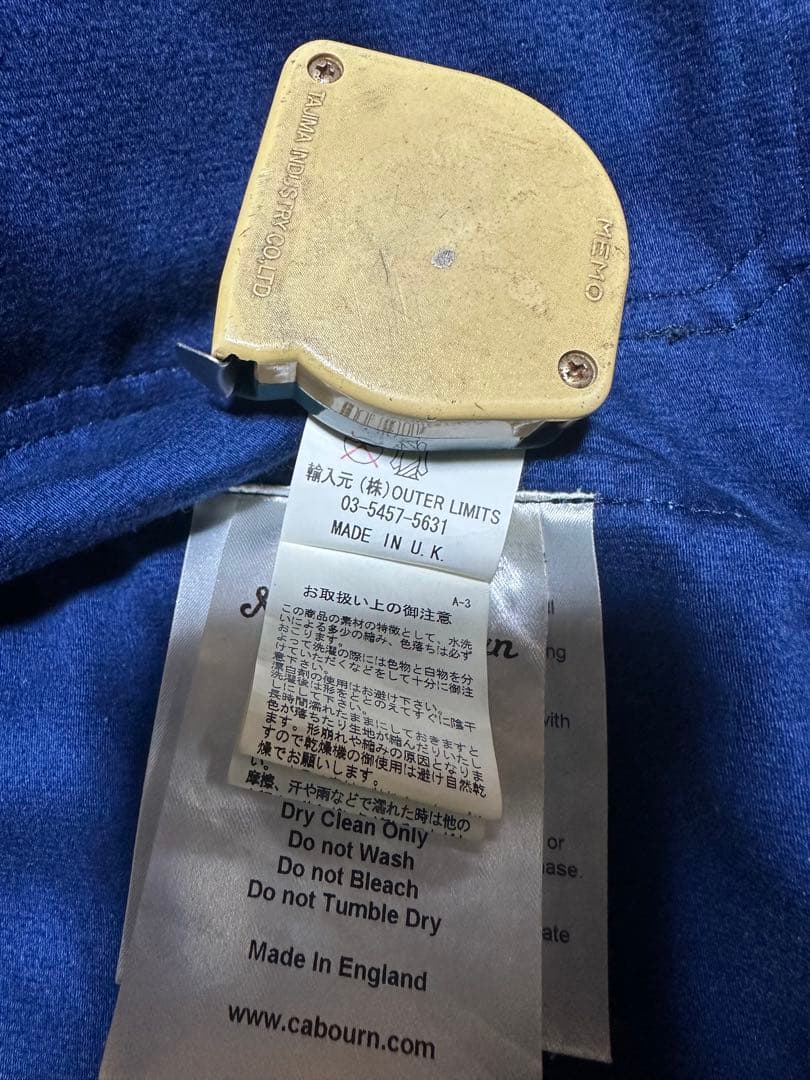 TAJIMA INDUSTRY CO.,LTD.
MEMO
輸入元 (株)OUTER LIMITS
03-5457-5631
MADE IN U.K.
お取扱い上の御注意 A-3
この商品の素材の特徴として、水洗
いによる多少の縮み、色落ちは必ず
おこります。
よって洗濯の際には色物と白物を分
けていただくなどをして十分に御注
意下さい。
漂白剤の使用はお避け下さい。
洗濯後は形をととのえてすぐに陰干
しにして下さい。
長時間濡れたままにしておきますと
色が落ちたり生地が縮んだりいたし
ます。形崩れや縮みの原因となりま
すので乾燥機の御使用は避け自然乾
燥でお願いします。
摩擦、汗や雨などで濡れた時は他の
Dry Clean Only
Do not Wash
Do not Bleach
Do not Tumble Dry
Made In England
www.cabourn.com
with
or
ate